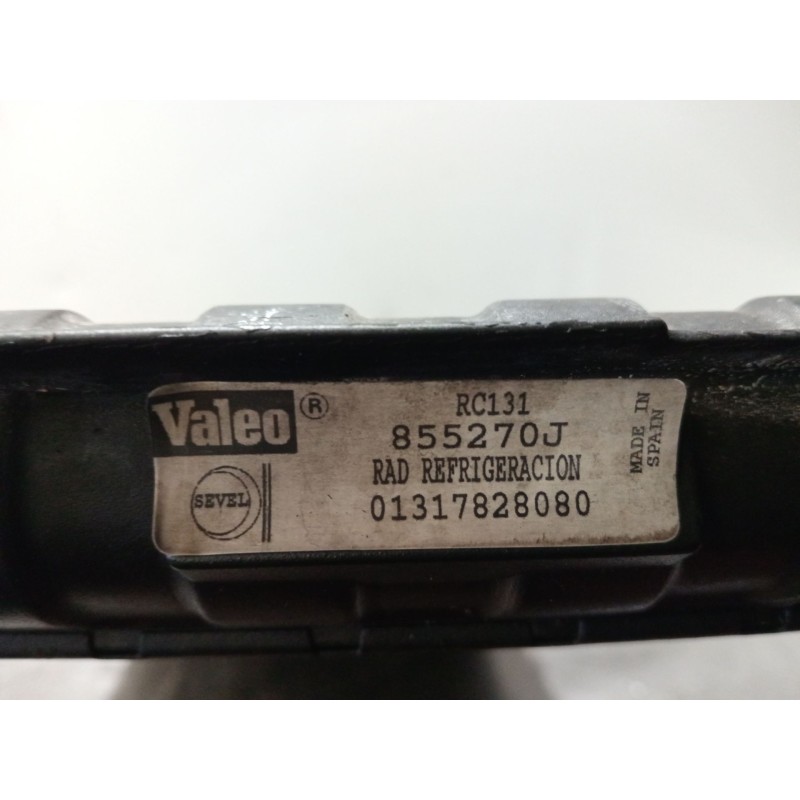 Valeo ®
RC131
855270J
RAD REFRIGERACION
01317828080
SEVEL
MADE IN
SPAIN